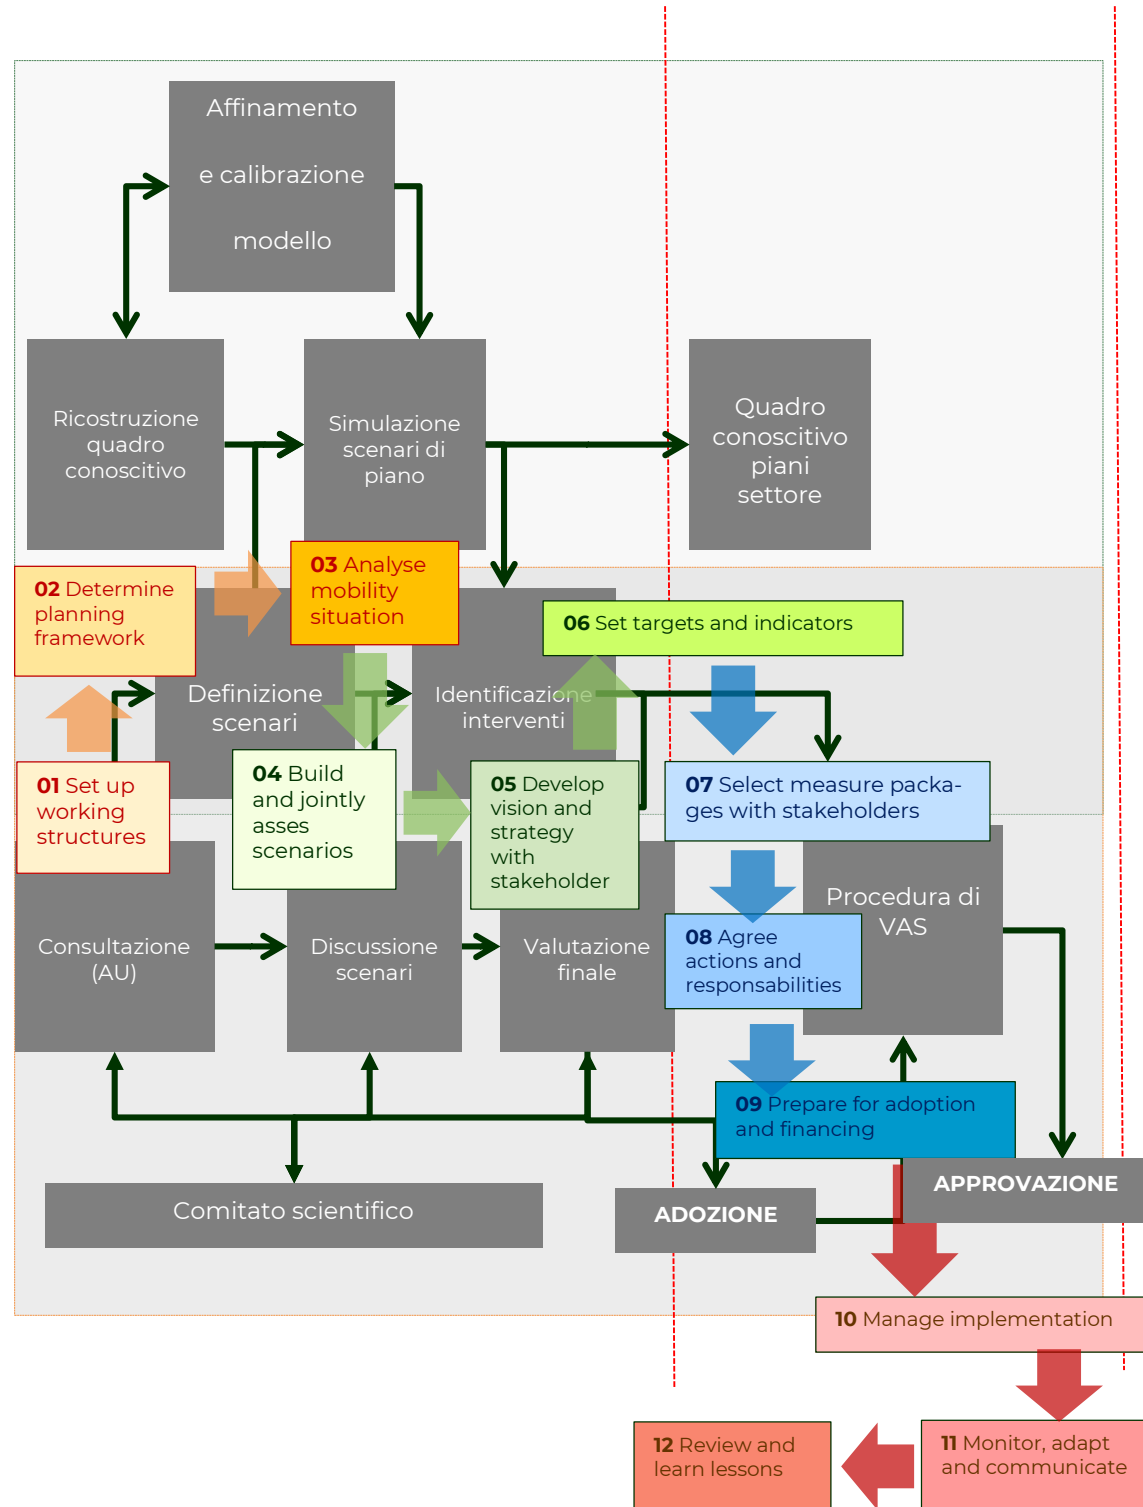 Affinamento
e calibrazione
modello
Ricostruzione
quadro
conoscitivo
Simulazione
scenari di
piano
Quadro
conoscitivo
piani
settore
02 Determine
planning
framework
03 Analyse
mobility
situation
06 Set targets and indicators
Definizione
scenari
Identificazione
interventi
01 Set up
working
structures
04 Build
and jointly
asses
scenarios
05 Develop
vision and
strategy
with
stakeholder
07 Select measure packa-
ges with stakeholders
Consultazione
(AU)
Discussione
scenari
Valutazione
finale
Procedura di
VAS
08 Agree
actions and
responsabilities
09 Prepare for adoption
and financing
Comitato scientifico
ADOZIONE
APPROVAZIONE
10 Manage implementation
12 Review and
learn lessons
11 Monitor, adapt
and communicate